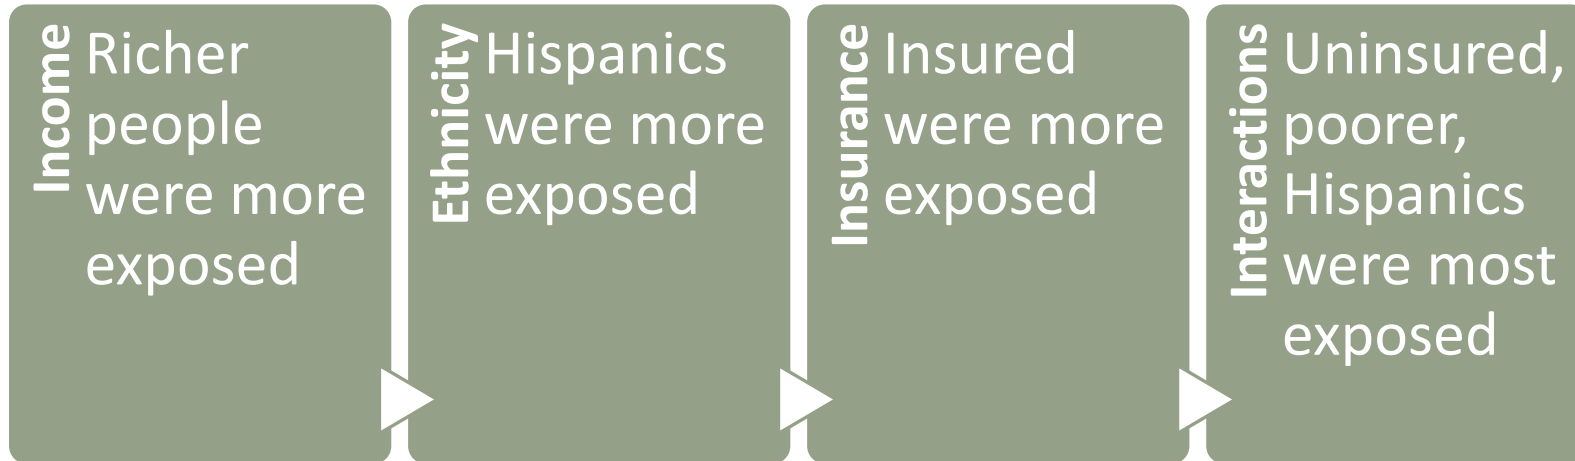 Income
Richer
people
were more
exposed
Ethnicity
Hispanics
were more
exposed
Insurance
Insured
were more
exposed
Interactions
Uninsured,
poorer,
Hispanics
were most
exposed